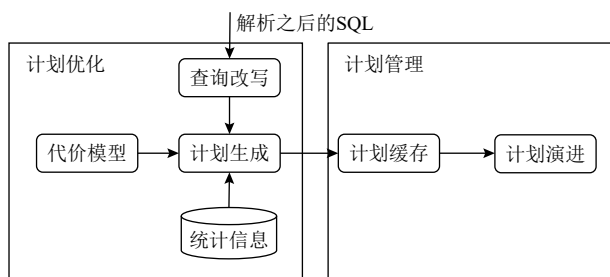 解析之后的SQL
计划优化
计划管理
查询改写
代价模型
计划生成
计划缓存
计划演进
统计信息